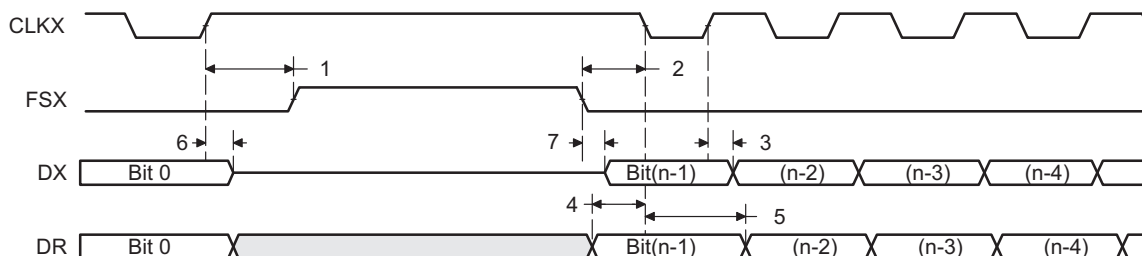 CLKX
1
2
FSX
6
7
3
DX
Bit 0
Bit(n-1)
(n-2)
(n-3)
(n-4)
4
5
DR
Bit 0
Bit(n-1)
(n-2)
(n-3)
(n-4)